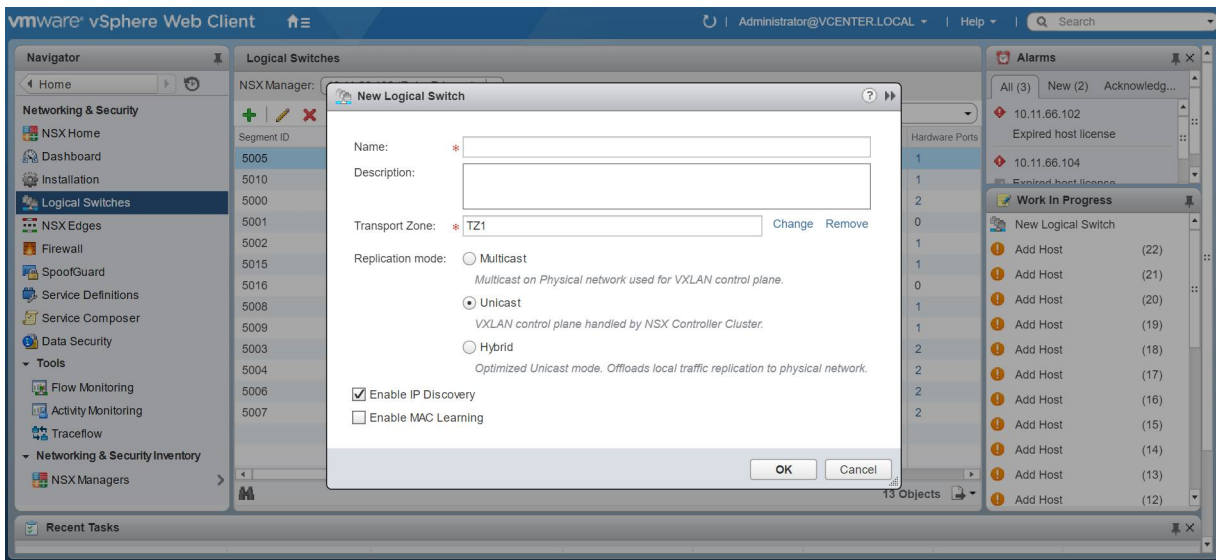 vmware® vSphere Web Client
Administrator@VCENTER.LOCAL
Help
Search
Navigator
Home
Networking & Security
NSX Home
Dashboard
Installation
Logical Switches
NSX Edges
Firewall
SpoofGuard
Service Definitions
Service Composer
Data Security
Tools
Flow Monitoring
Activity Monitoring
Traceflow
Networking & Security Inventory
NSX Managers
Logical Switches
NSX Manager:
Segment ID
Hardware Ports
5005 1
5010 1
5000 2
5001 0
5002 1
5015 1
5016 0
5008 1
5009 1
5003 2
5004 2
5006 2
5007 2
13 Objects
New Logical Switch
?
Name: *
Description:
Transport Zone: * TZ1 Change Remove
Replication mode: Multicast
Multicast on Physical network used for VXLAN control plane.
Unicast
VXLAN control plane handled by NSX Controller Cluster.
Hybrid
Optimized Unicast mode. Offloads local traffic replication to physical network.
Enable IP Discovery
Enable MAC Learning
OK Cancel
Alarms
All (3) New (2) Acknowledg...
10.11.66.102
Expired host license
10.11.66.104
Expired host license
Work In Progress
New Logical Switch
Add Host (22)
Add Host (21)
Add Host (20)
Add Host (19)
Add Host (18)
Add Host (17)
Add Host (16)
Add Host (15)
Add Host (14)
Add Host (13)
Add Host (12)
Recent Tasks